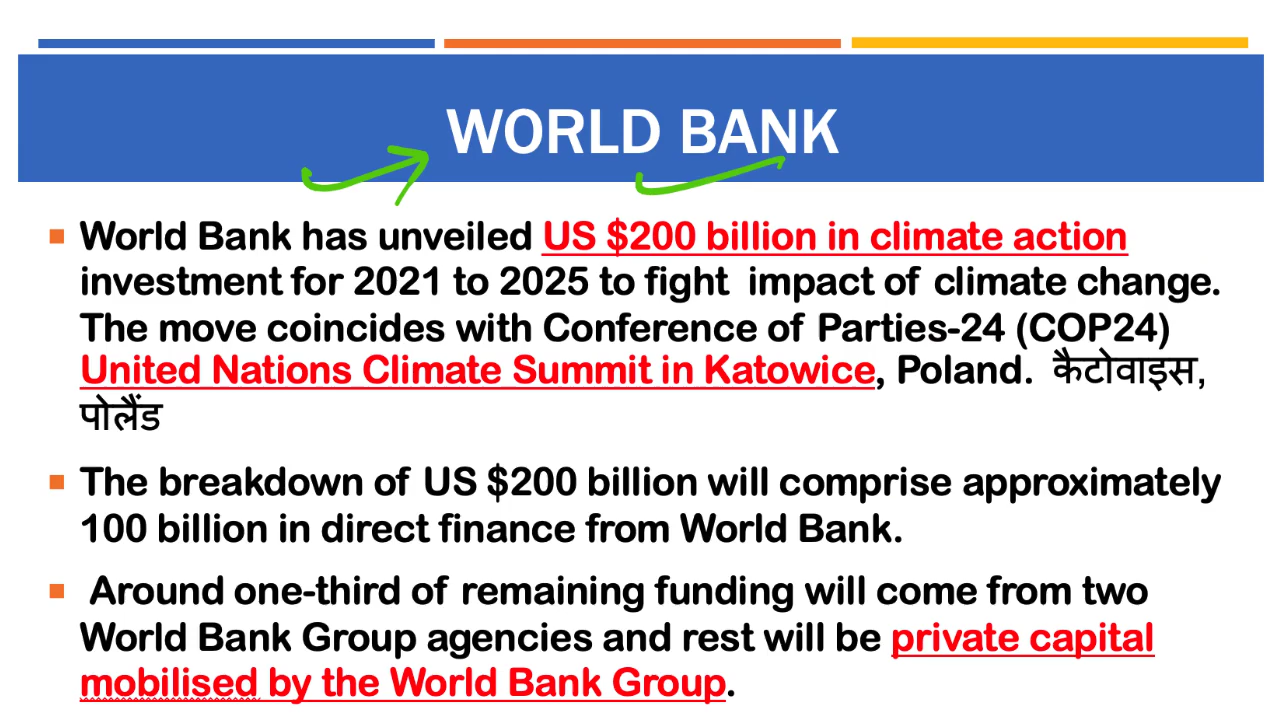 WORLD BANK
World Bank has unveiled US $200 billion in climate action
investment for 2021 to 2025 to fight impact of climate change.
The move coincides with Conference of Parties-24 (COP24)
United Nations Climate Summit in Katowice, Poland. कैटोवाइस,
पोलैंड
The breakdown of US $200 billion will comprise approximately
100 billion in direct finance from World Bank.
Around one-third of remaining funding will come from two
World Bank Group agencies and rest will be private capital
mobilised by the World Bank Group.